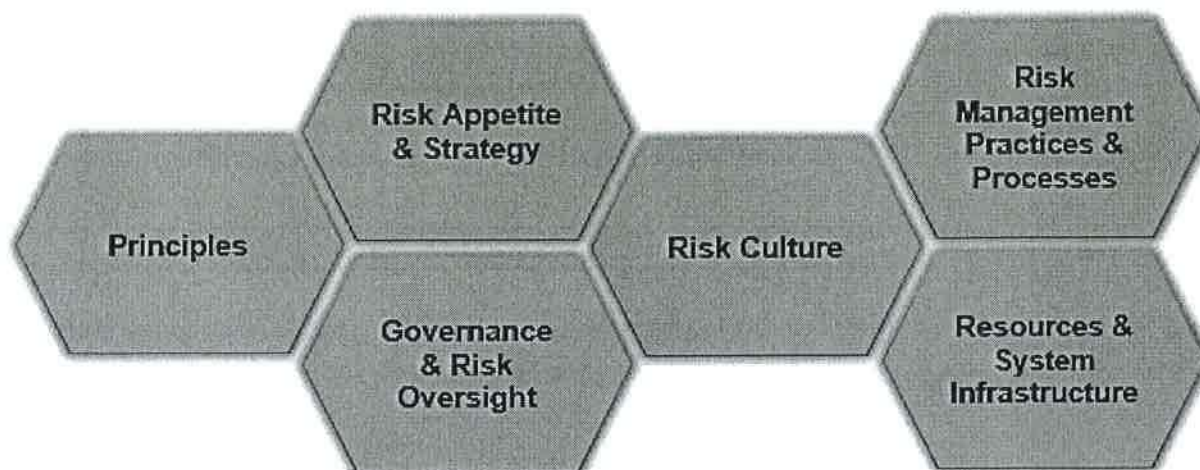 Principles
Risk Appetite
& Strategy
Governance
& Risk
Oversight
Risk Culture
Risk
Management
Practices &
Processes
Resources &
System
Infrastructure